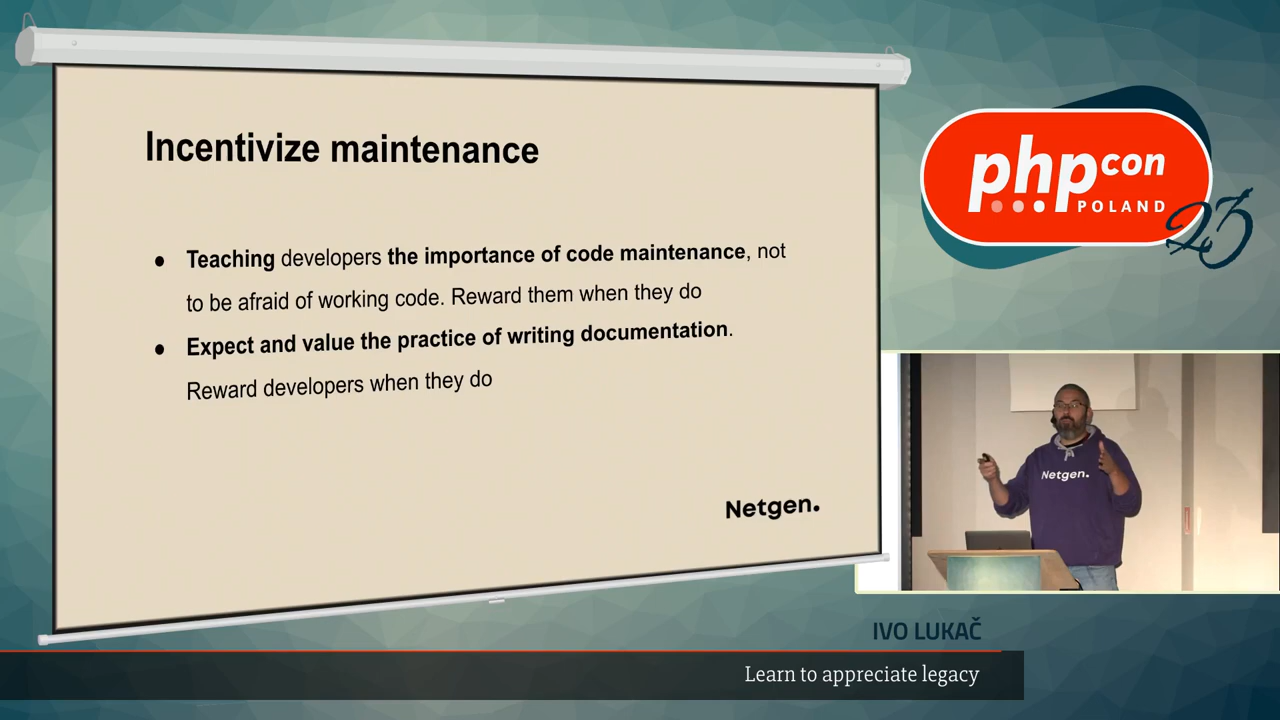 Incentivize maintenance
● Teaching developers the importance of code maintenance, not
to be afraid of working code. Reward them when they do
● Expect and value the practice of writing documentation.
Reward developers when they do
Netgen.
phpcon
POLAND
23
Netgen.
IVO LUKAČ
Learn to appreciate legacy